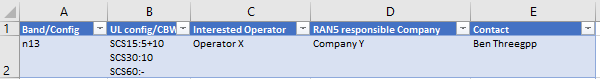 A B C D E
1 Band/Config UL config/CBW Interested Operator RAN5 responsible Company Contact
n13 SCS15:5+10 Operator X Company Y Ben Threegpp
SCS30:10
2 SCS60:-